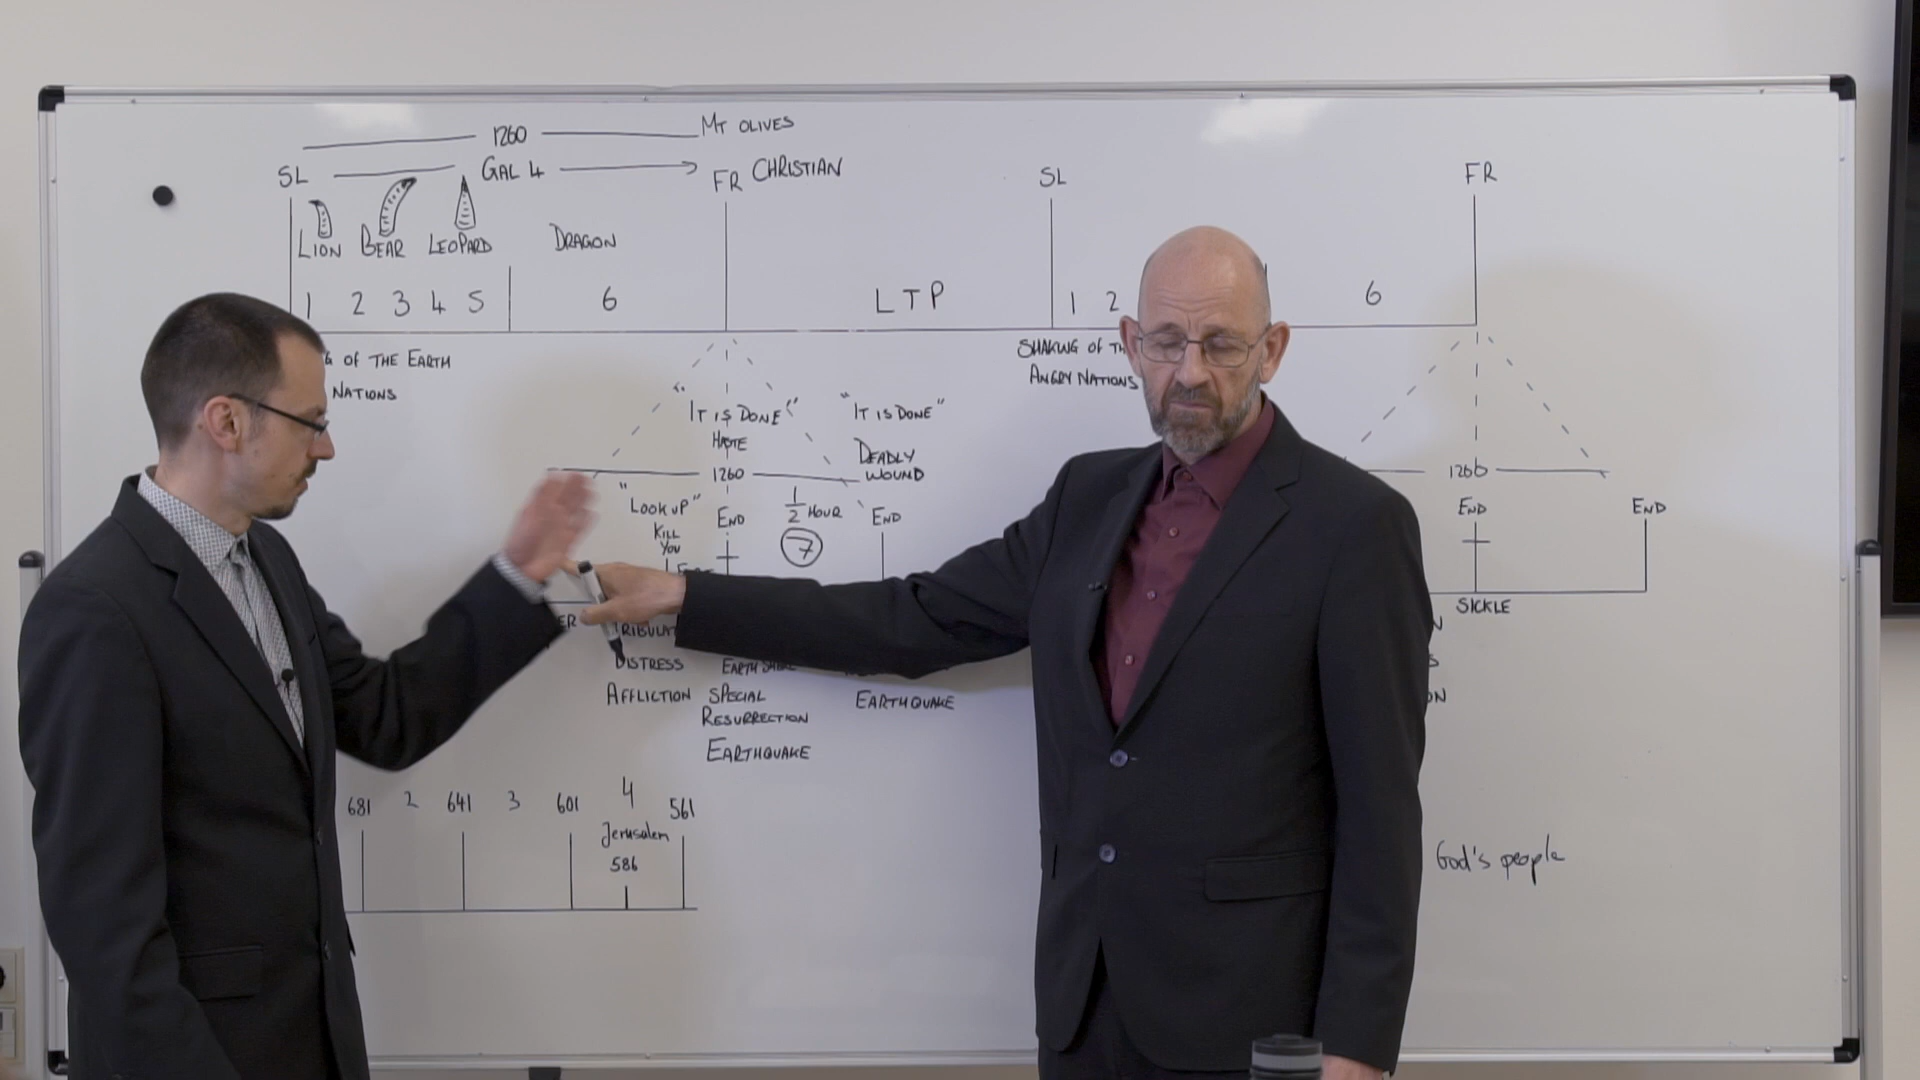 1260 MT OLIVES
SL GAL 4 FR CHRISTIAN SL FR
LION BEAR LEOPARD DRAGON
1 2 3 4 5 6 LTP 1 2 6
OF THE EARTH
NATIONS
SHAKING OF
ANGRY NATIONS
"IT IS DONE" "IT IS DONE"
HASTE
DEADLY
WOUND
1260 1260
"LOOK UP"
KILL
YOU
1/2 HOUR
7
END END END END
SICKLE
DISTRESS
AFFLICTION
SPECIAL
RESURRECTION
EARTHQUAKE
EARTHQUAKE
681 2 641 3 601 4 561
Jerusalem
586
God's people